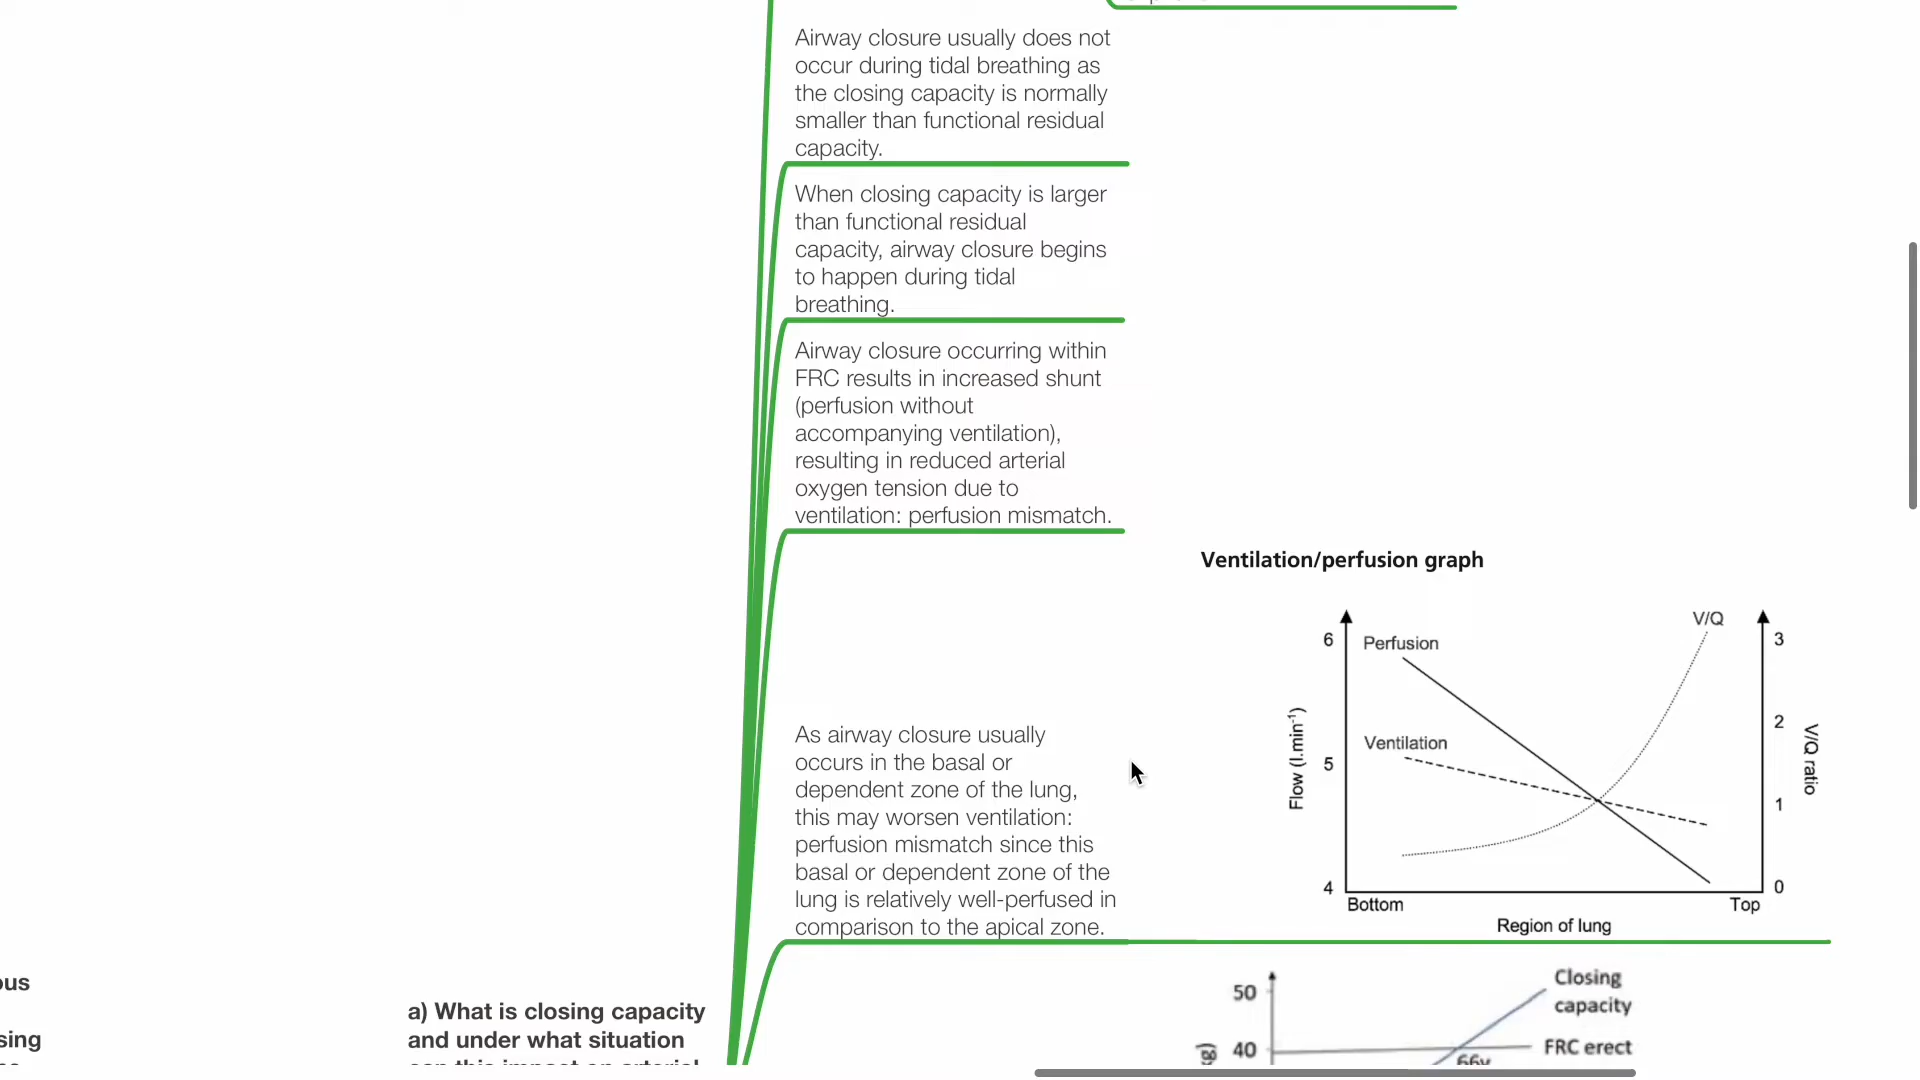 Airway closure usually does not
occur during tidal breathing as
the closing capacity is normally
smaller than functional residual
capacity.
When closing capacity is larger
than functional residual
capacity, airway closure begins
to happen during tidal
breathing.
Airway closure occurring within
FRC results in increased shunt
(perfusion without
accompanying ventilation),
resulting in reduced arterial
oxygen tension due to
ventilation: perfusion mismatch.
As airway closure usually
occurs in the basal or
dependent zone of the lung,
this may worsen ventilation:
perfusion mismatch since this
basal or dependent zone of the
lung is relatively well-perfused in
comparison to the apical zone.
Ventilation/perfusion graph
V/Q
6
Perfusion
3
2
Ventilation
5
1
4
0
Flow (l.min⁻¹)
V/Q ratio
Bottom
Top
Region of lung
50
Closing
capacity
40
FRC erect
66y
ous
sing
a) What is closing capacity
and under what situation
can this impact on arterial